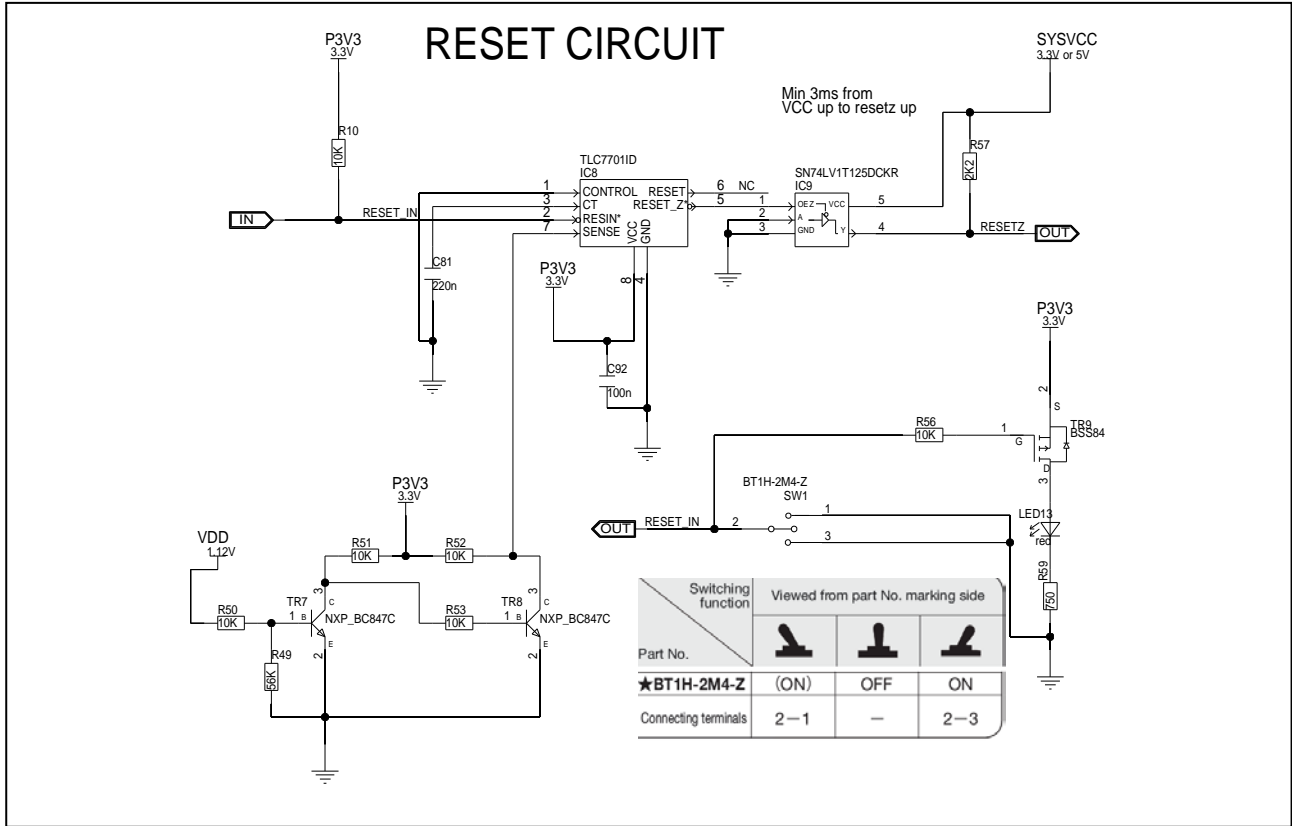 RESET CIRCUIT
P3V3
3.3V
R10
10K
IN
RESET_IN
C81
220n
TLC7701ID
IC8
1
3
2
7
CONTROL
CT
RESIN*
SENSE
RESET
RESET_Z*
VCC
GND
8
4
6
5
NC
P3V3
3.3V
C92
100n
Min 3ms from
VCC up to resetz up
SN74LV1T125DCKR
IC9
1
2
3
OEZ
A
GND
VCC
Y
5
4
SYSVCC
3.3V or 5V
R57
2K2
RESETZ
OUT
P3V3
3.3V
2
S
TR9
BSS84
R56
10K
1
G
D
3
LED13
red
R59
750
BT1H-2M4-Z
SW1
OUT
RESET_IN
2
1
3
P3V3
3.3V
R51
10K
R52
10K
VDD
1.12V
R50
10K
R49
56K
TR7
1
B
3
C
NXP_BC847C
E
2
R53
10K
TR8
1
B
3
C
NXP_BC847C
E
2
Switching
function
Part No.
Viewed from part No. marking side
★BT1H-2M4-Z (ON) OFF ON
Connecting terminals 2－1 － 2－3